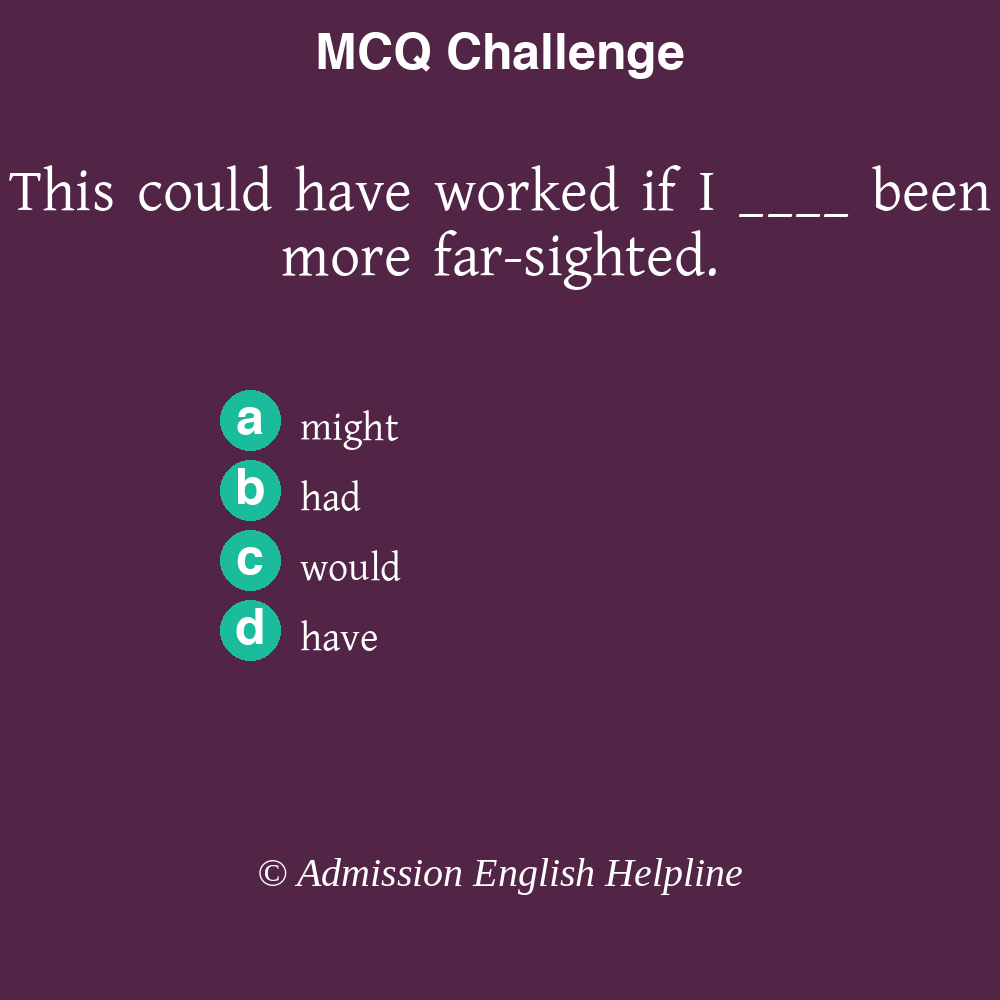 MCQ Challenge
This could have worked if I ____ been
more far-sighted.
a might
b had
c would
d have
© Admission English Helpline